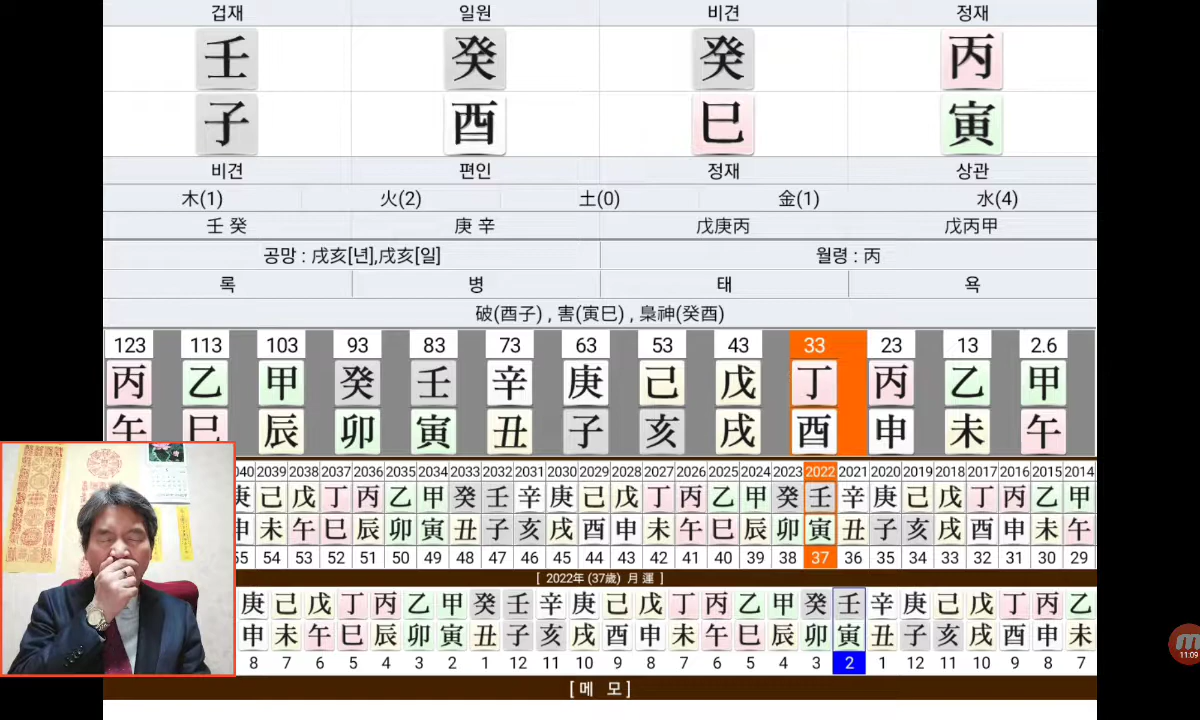 겁재 일원 비견 정재
壬 癸 癸 丙
子 酉 巳 寅
비견 편인 정재 상관
木(1) 火(2) 土(0) 金(1) 水(4)
壬 癸 庚 辛 戊庚丙 戊丙甲
공망 : 戌亥[년],戌亥[일] 월령 : 丙
록 병 태 욕
破(酉子) , 害(寅巳) , 梟神(癸酉)
123 113 103 93 83 73 63 53 43 33 23 13 2.6
丙 乙 甲 癸 壬 辛 庚 己 戊 丁 丙 乙 甲
午 巳 辰 卯 寅 丑 子 亥 戌 酉 申 未 午
040 2039 2038 2037 2036 2035 2034 2033 2032 2031 2030 2029 2028 2027 2026 2025 2024 2023 2022 2021 2020 2019 2018 2017 2016 2015 2014
庚 己 戊 丁 丙 乙 甲 癸 壬 辛 庚 己 戊 丁 丙 乙 甲 癸 壬 辛 庚 己 戊 丁 丙 乙 甲
申 未 午 巳 辰 卯 寅 丑 子 亥 戌 酉 申 未 午 巳 辰 卯 寅 丑 子 亥 戌 酉 申 未 午
55 54 53 52 51 50 49 48 47 46 45 44 43 42 41 40 39 38 37 36 35 34 33 32 31 30 29
[ 2022年 (37歲) 月 運 ]
庚 己 戊 丁 丙 乙 甲 癸 壬 辛 庚 己 戊 丁 丙 乙 甲 癸 壬 辛 庚 己 戊 丁 丙 乙
申 未 午 巳 辰 卯 寅 丑 子 亥 戌 酉 申 未 午 巳 辰 卯 寅 丑 子 亥 戌 酉 申 未
8 7 6 5 4 3 2 1 12 11 10 9 8 7 6 5 4 3 2 1 12 11 10 9 8 7
[ 메 모 ]
11:09